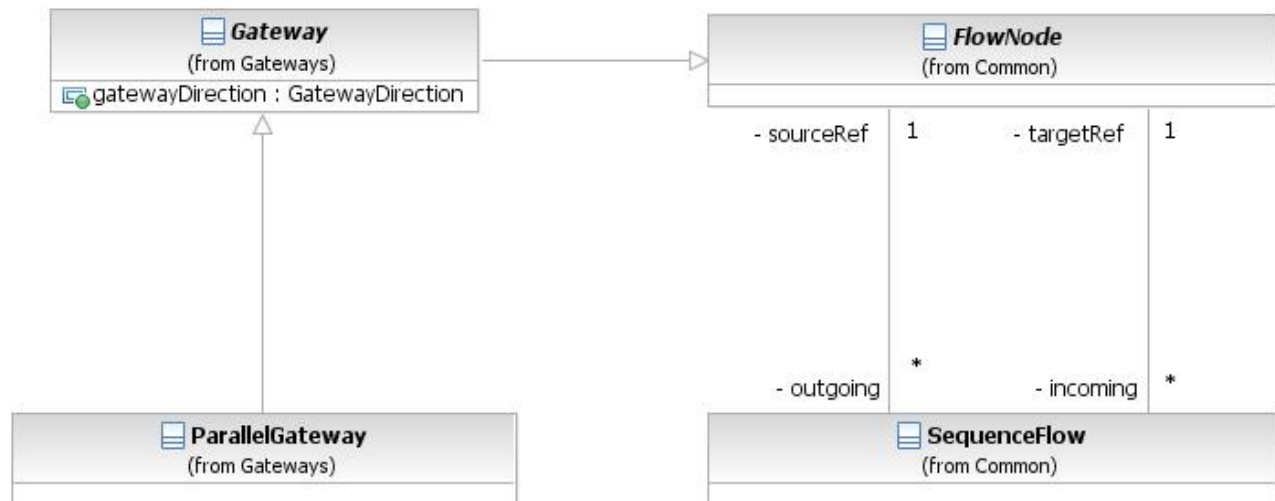 Gateway
(from Gateways)
gatewayDirection : GatewayDirection
FlowNode
(from Common)
- sourceRef 1 - targetRef 1
*
- outgoing - incoming *
ParallelGateway
(from Gateways)
SequenceFlow
(from Common)